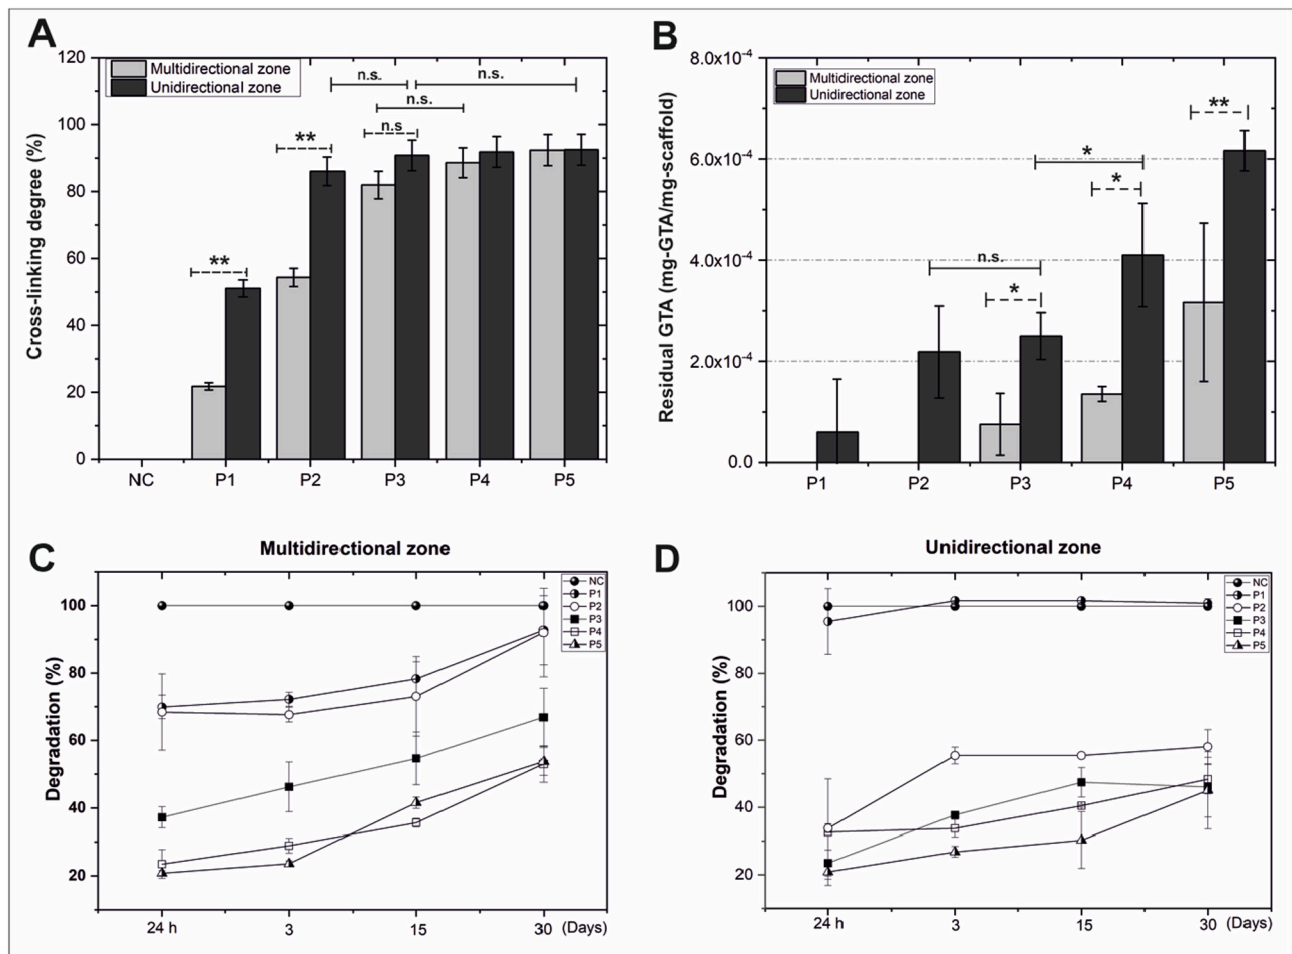 A
120
100
80
60
40
20
0
Cross-linking degree (%)
Multidirectional zone
Unidirectional zone
n.s.
n.s.
n.s.
n.s
**
**
NC P1 P2 P3 P4 P5
B
8.0x10-4
6.0x10-4
4.0x10-4
2.0x10-4
0.0
Residual GTA (mg-GTA/mg-scaffold)
Multidirectional zone
Unidirectional zone
**
*
*
n.s.
*
P1 P2 P3 P4 P5
C
Multidirectional zone
100
80
60
40
20
Degradation (%)
NC
P1
P2
P3
P4
P5
24 h 3 15 30 (Days)
D
Unidirectional zone
100
80
60
40
20
Degradation (%)
NC
P1
P2
P3
P4
P5
24 h 3 15 30 (Days)